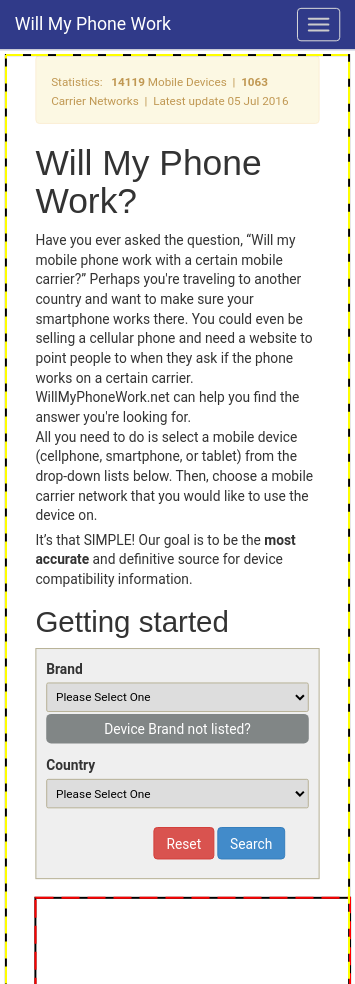 Will My Phone Work
Statistics: 14119 Mobile Devices | 1063
Carrier Networks | Latest update 05 Jul 2016
Will My Phone
Work?
Have you ever asked the question, “Will my
mobile phone work with a certain mobile
carrier?” Perhaps you're traveling to another
country and want to make sure your
smartphone works there. You could even be
selling a cellular phone and need a website to
point people to when they ask if the phone
works on a certain carrier.
WillMyPhoneWork.net can help you find the
answer you're looking for.
All you need to do is select a mobile device
(cellphone, smartphone, or tablet) from the
drop-down lists below. Then, choose a mobile
carrier network that you would like to use the
device on.
It’s that SIMPLE! Our goal is to be the most
accurate and definitive source for device
compatibility information.
Getting started
Brand
Please Select One
Device Brand not listed?
Country
Please Select One
Reset Search